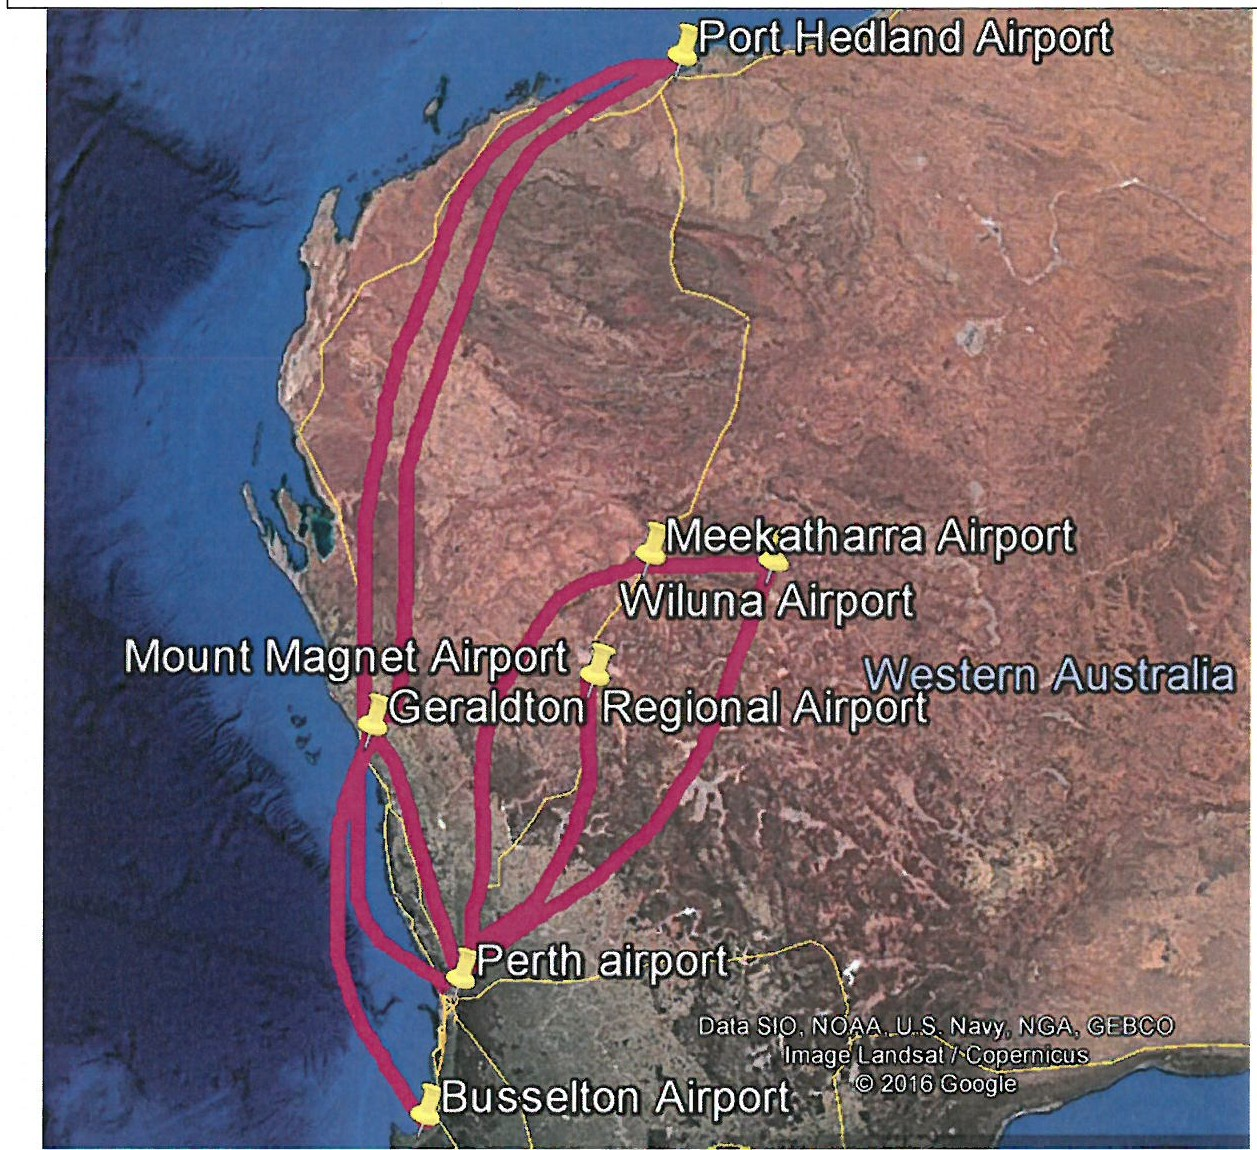 Port Hedland Airport
Meekatharra Airport
Wiluna Airport
Mount Magnet Airport
Western Australia
Geraldton Regional Airport
Perth airport
Data SIO, NOAA, U.S. Navy, NGA, GEBCO
Image Landsat / Copernicus
© 2016 Google
Busselton Airport